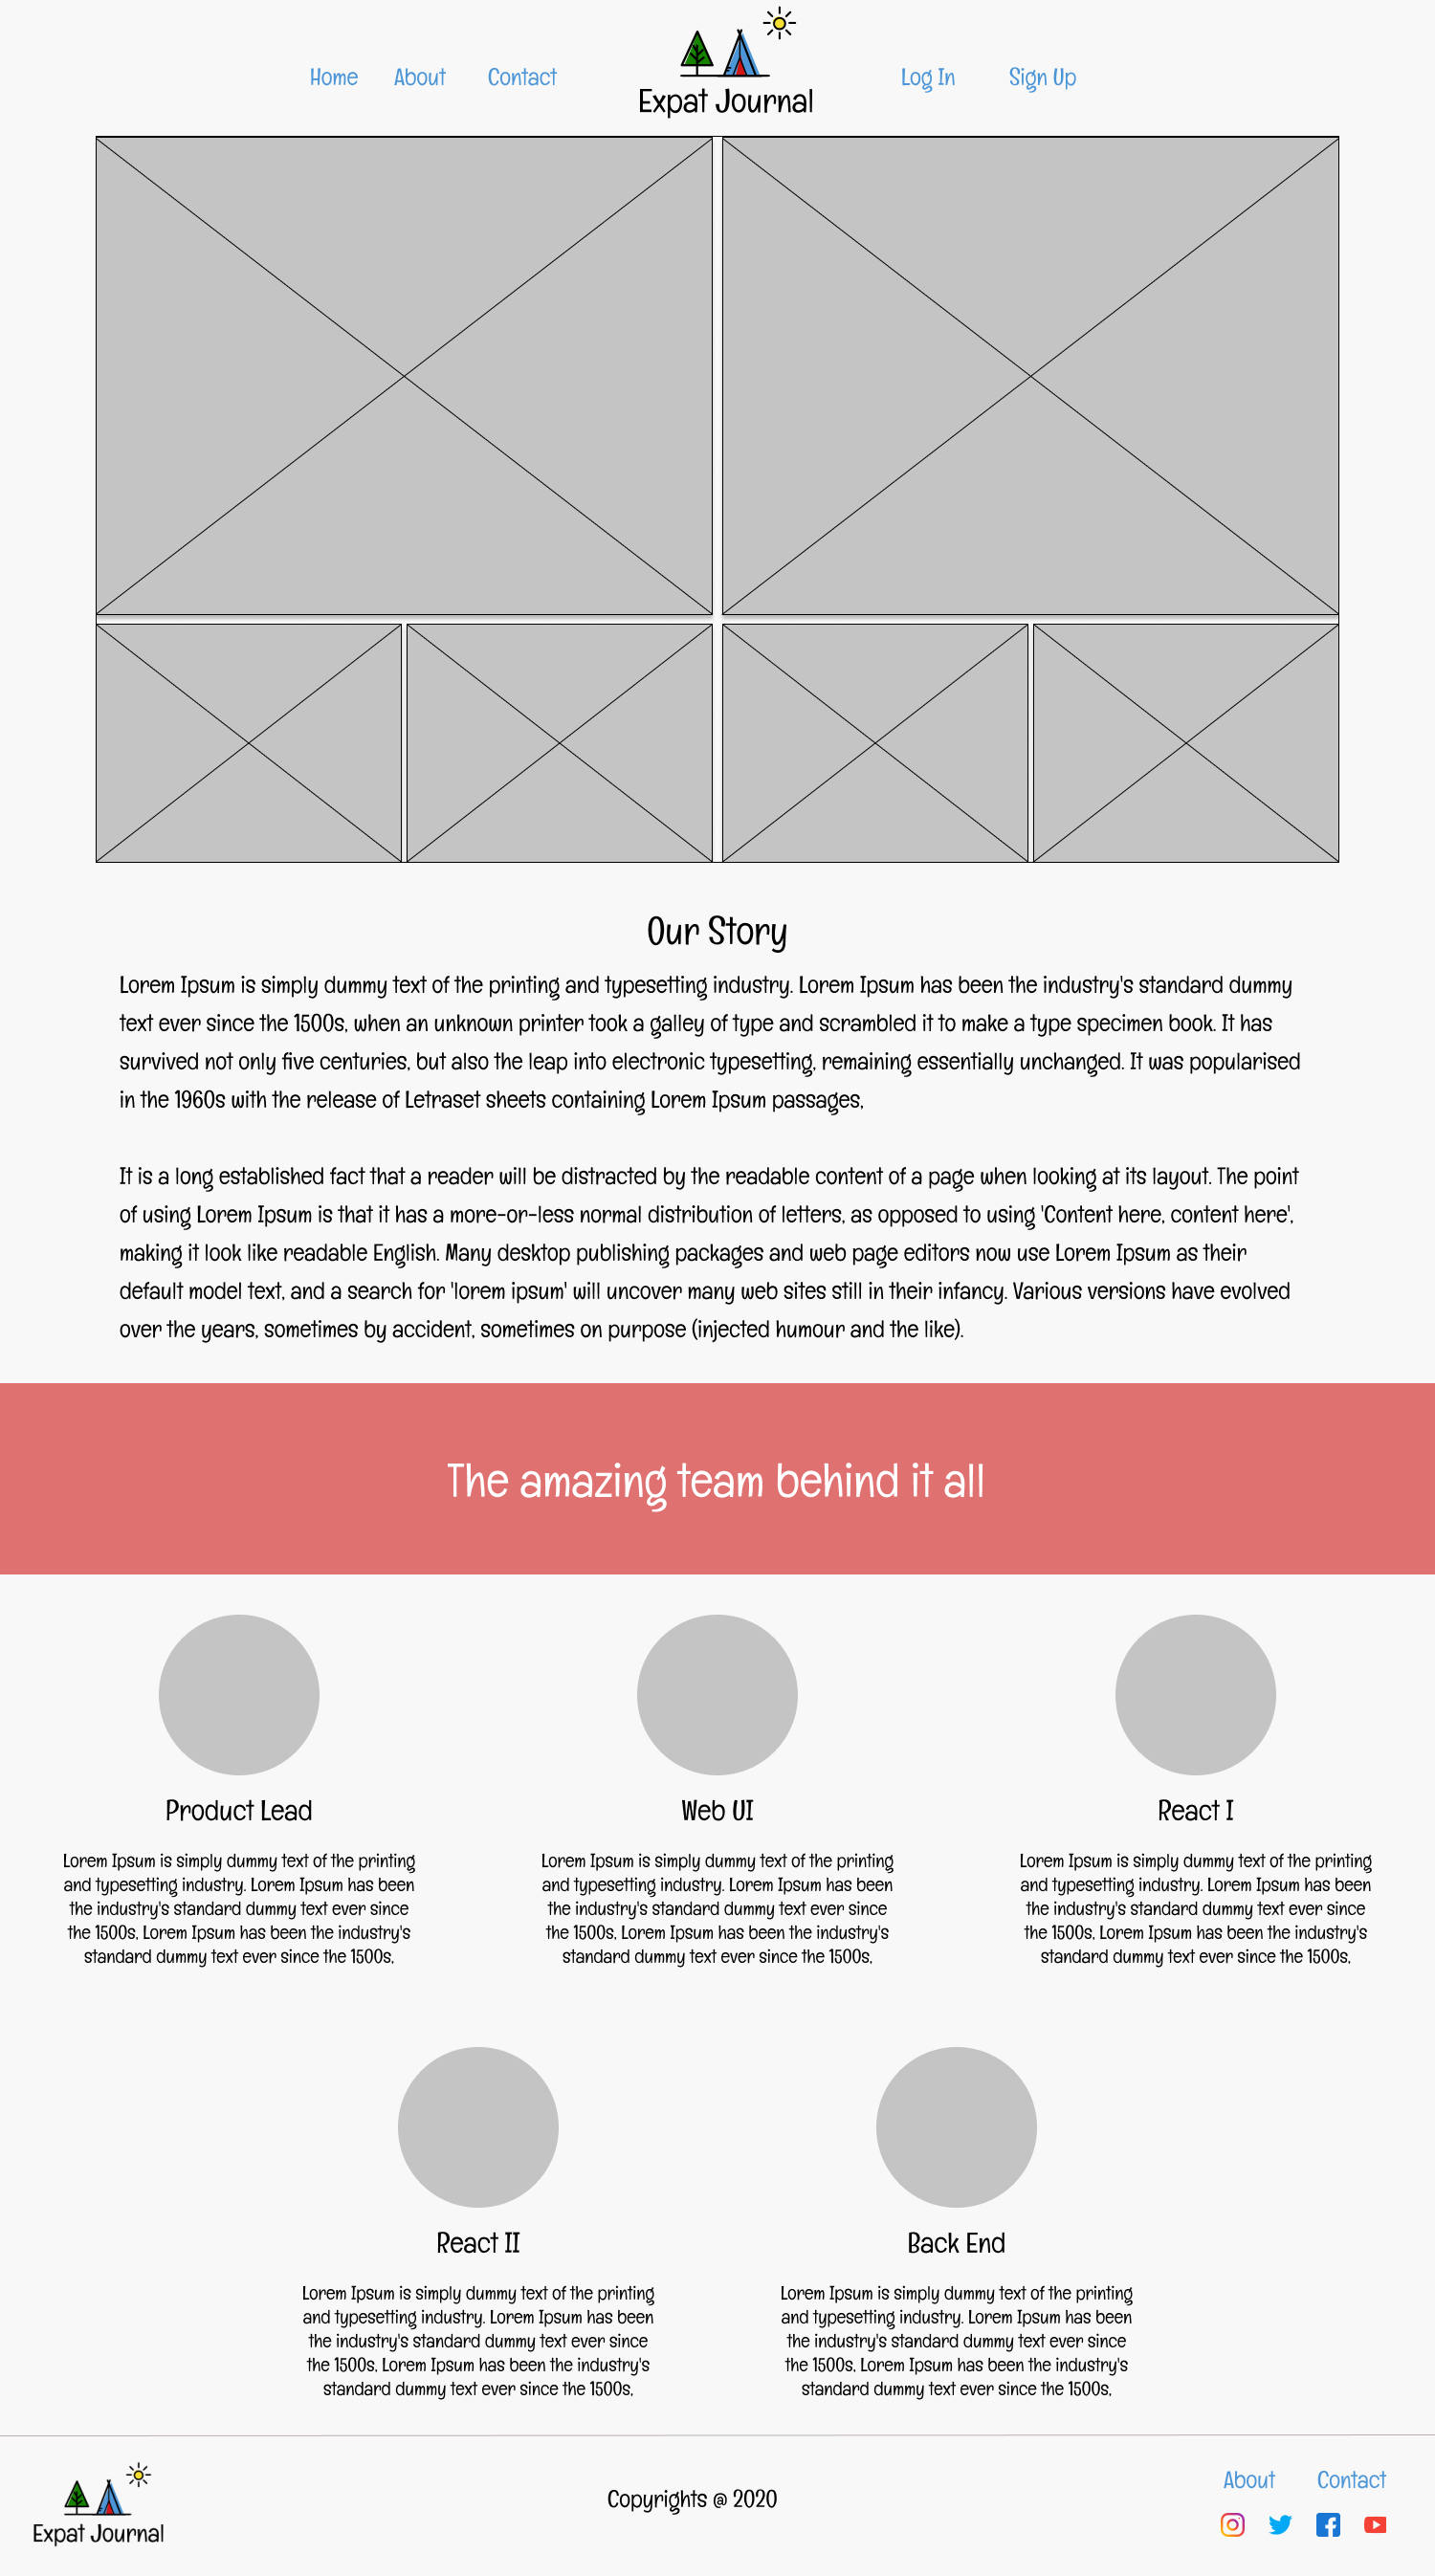 Home About Contact Expat Journal Log In Sign Up
Our Story
Lorem Ipsum is simply dummy text of the printing and typesetting industry. Lorem Ipsum has been the industry's standard dummy
text ever since the 1500s, when an unknown printer took a galley of type and scrambled it to make a type specimen book. It has
survived not only five centuries, but also the leap into electronic typesetting, remaining essentially unchanged. It was popularised
in the 1960s with the release of Letraset sheets containing Lorem Ipsum passages,
It is a long established fact that a reader will be distracted by the readable content of a page when looking at its layout. The point
of using Lorem Ipsum is that it has a more-or-less normal distribution of letters, as opposed to using 'Content here, content here',
making it look like readable English. Many desktop publishing packages and web page editors now use Lorem Ipsum as their
default model text, and a search for 'lorem ipsum' will uncover many web sites still in their infancy. Various versions have evolved
over the years, sometimes by accident, sometimes on purpose (injected humour and the like).
The amazing team behind it all
Product Lead
Lorem Ipsum is simply dummy text of the printing
and typesetting industry. Lorem Ipsum has been
the industry's standard dummy text ever since
the 1500s, Lorem Ipsum has been the industry's
standard dummy text ever since the 1500s,
Web UI
Lorem Ipsum is simply dummy text of the printing
and typesetting industry. Lorem Ipsum has been
the industry's standard dummy text ever since
the 1500s, Lorem Ipsum has been the industry's
standard dummy text ever since the 1500s,
React I
Lorem Ipsum is simply dummy text of the printing
and typesetting industry. Lorem Ipsum has been
the industry's standard dummy text ever since
the 1500s, Lorem Ipsum has been the industry's
standard dummy text ever since the 1500s,
React II
Lorem Ipsum is simply dummy text of the printing
and typesetting industry. Lorem Ipsum has been
the industry's standard dummy text ever since
the 1500s, Lorem Ipsum has been the industry's
standard dummy text ever since the 1500s,
Back End
Lorem Ipsum is simply dummy text of the printing
and typesetting industry. Lorem Ipsum has been
the industry's standard dummy text ever since
the 1500s, Lorem Ipsum has been the industry's
standard dummy text ever since the 1500s,
Expat Journal
Copyrights @ 2020
About Contact